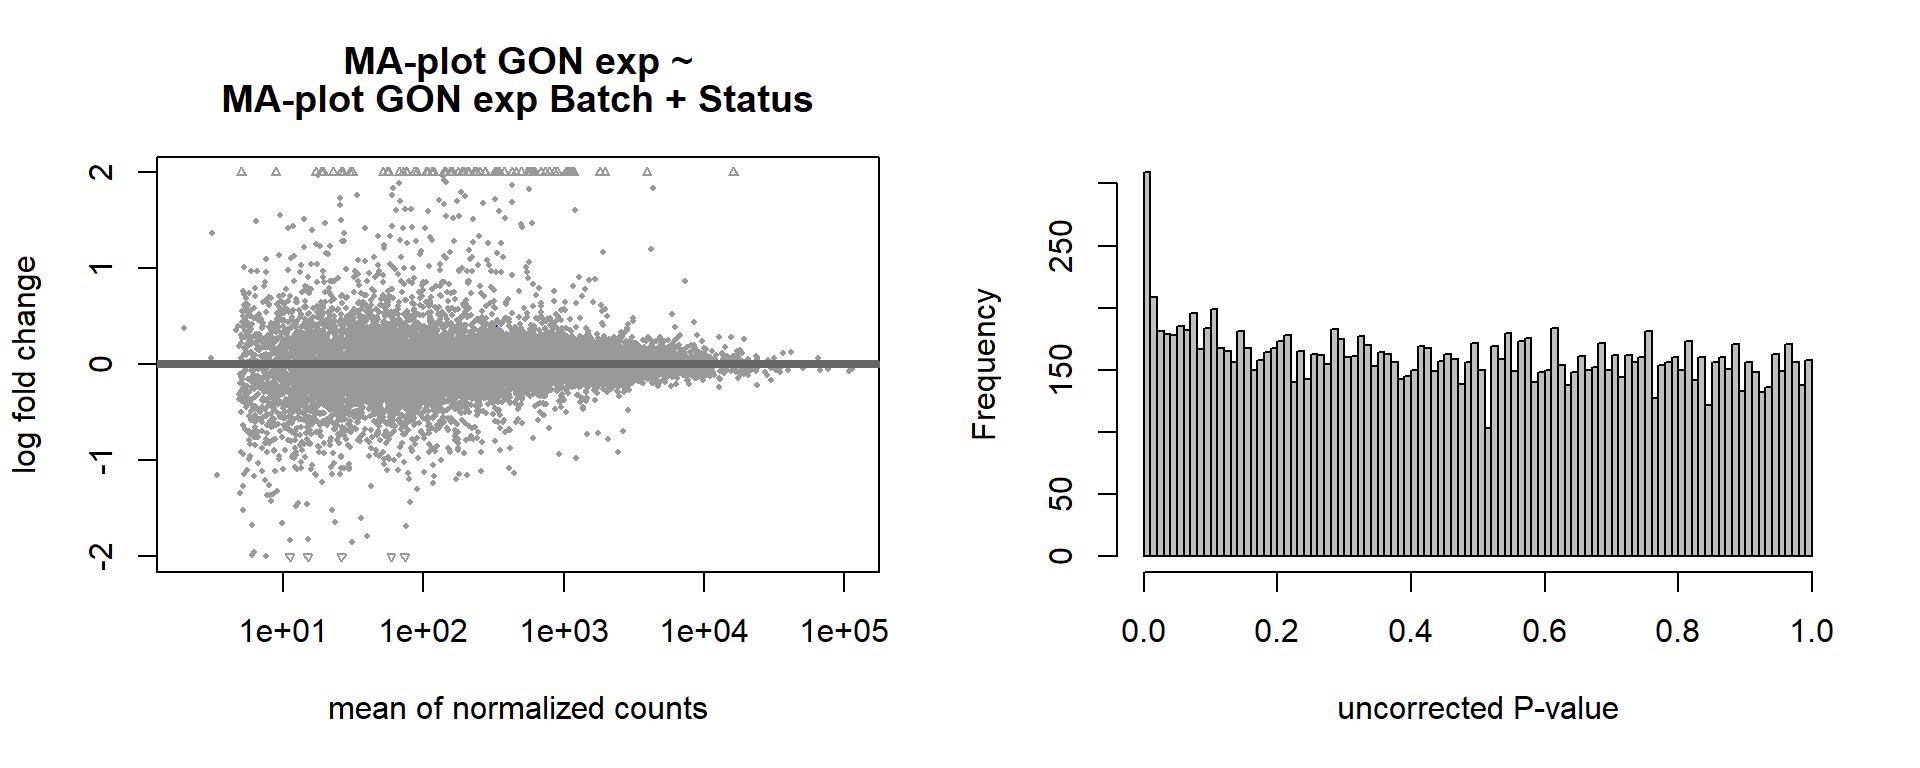 MA-plot GON exp ~
MA-plot GON exp Batch + Status
log fold change
2
1
0
-1
-2
1e+01 1e+02 1e+03 1e+04 1e+05
mean of normalized counts
Frequency
250
150
50
0
0.0 0.2 0.4 0.6 0.8 1.0
uncorrected P-value